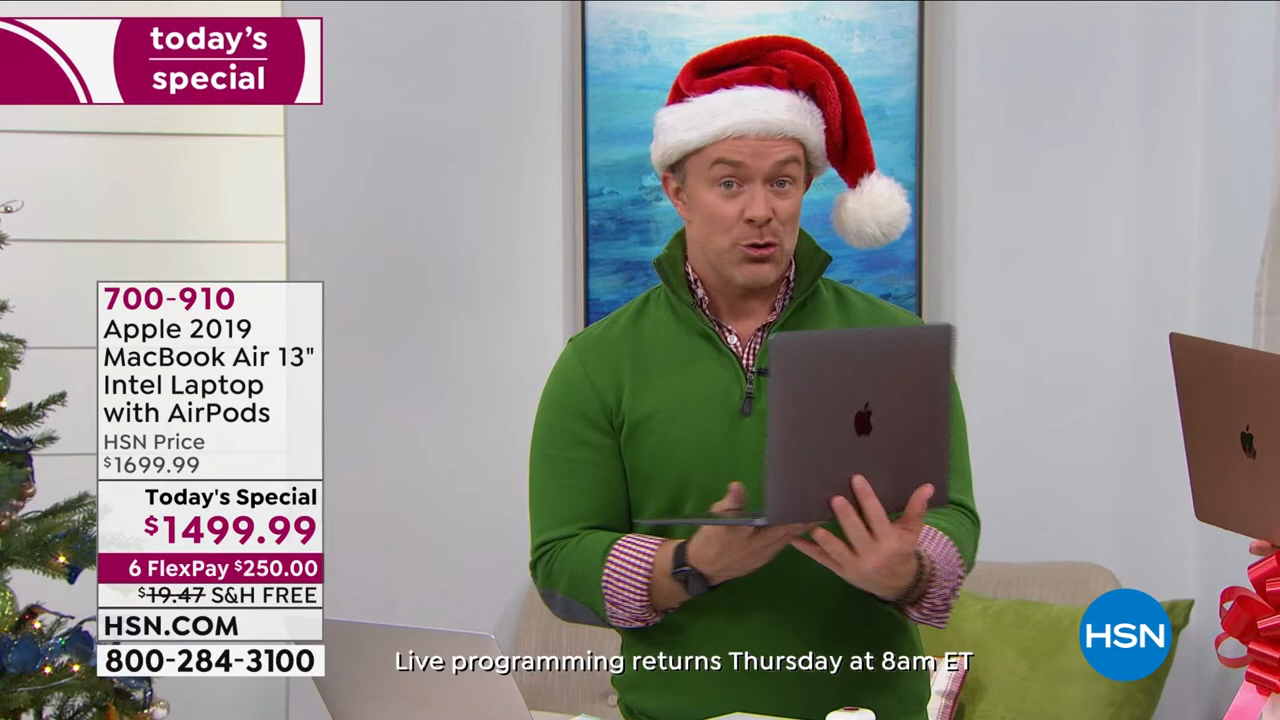 today's
special
700-910
Apple 2019
MacBook Air 13"
Intel Laptop
with AirPods
HSN Price
$1699.99
Today's Special
$1499.99
6 FlexPay $250.00
$19.47 S&H FREE
HSN.COM
800-284-3100
Live programming returns Thursday at 8am ET
HSN